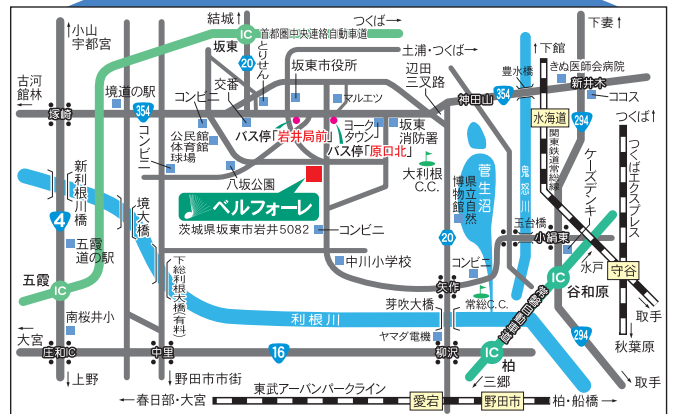 結城↑
つくば→
↑小山
宇都宮
IC
首都圏中央連絡自動車道
下妻↑
坂東
とりせん
20
土浦・つくば→
↑下館
きぬ医師会病院
豊水橋
新井木
ココス
古河
館林
←
境道の駅
交番
坂東市役所
辺田
三叉路
神田山
354
水海道
294
つくば↑
コンビニ
マルエツ
塚崎
354
コンビニ
公民館
体育館
球場
バス停「岩井局前」
ヨーク
タウン
バス停「原口北」
坂東
消防署
大利根
C.C.
菅生沼
鬼怒川
関東鉄道常総線
ケーズデンキ
つくばエクスプレス
新利根川橋
八坂公園
境大橋
ベルフォーレ
茨城県坂東市岩井5082
コンビニ
県立自然
博物館
玉台橋
小絹東
4
五霞
道の駅
20
水戸
守谷
五霞
IC
下総利根大橋(有料)
中川小学校
コンビニ
矢作
常総C.C.
IC
谷和原
常磐自動車道
取手
南桜井小
芽吹大橋
利根川
294
←
大宮
ヤマダ電機
秋葉原
庄和IC
中里
16
柳沢
IC
柏
取手
↓上野
↓野田市市街
三郷
東武アーバンパークライン
←春日部・大宮
愛宕
野田市
柏・船橋→